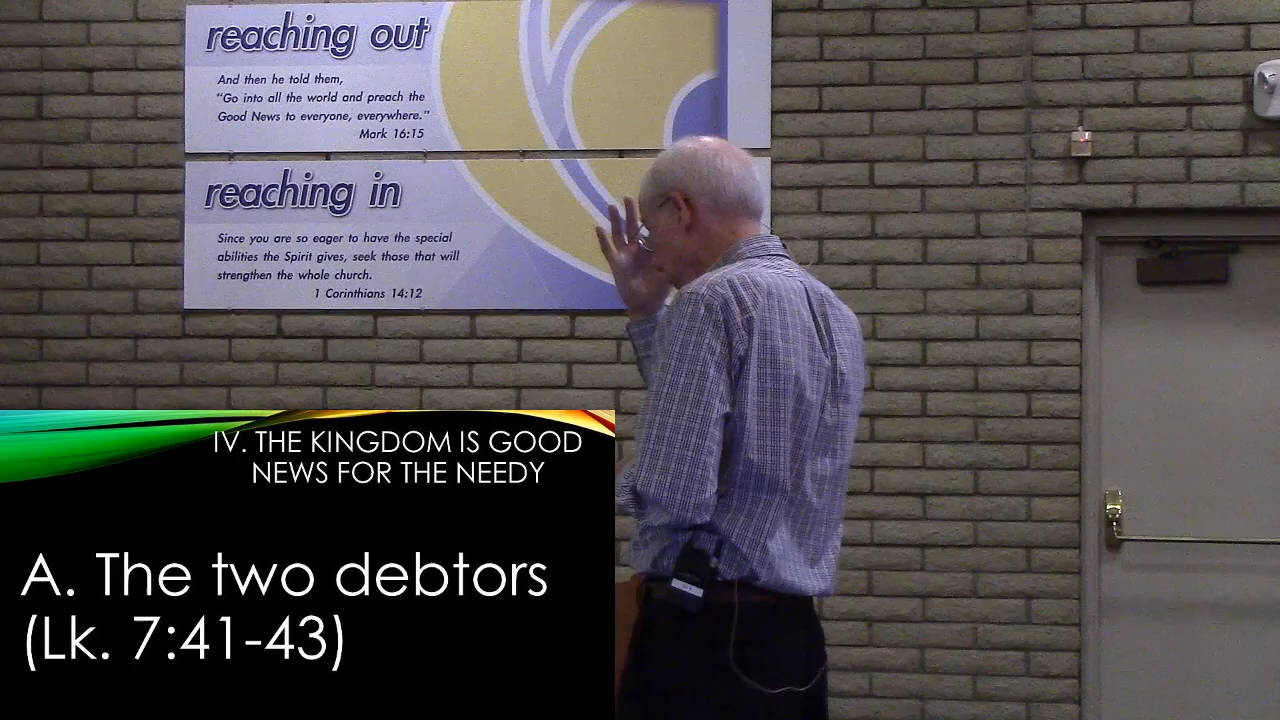 reaching out
And then he told them,
“Go into all the world and preach the
Good News to everyone, everywhere.”
Mark 16:15
reaching in
Since you are so eager to have the special
abilities the Spirit gives, seek those that will
strengthen the whole church.
1 Corinthians 14:12
IV. THE KINGDOM IS GOOD
NEWS FOR THE NEEDY
A. The two debtors
(Lk. 7:41-43)